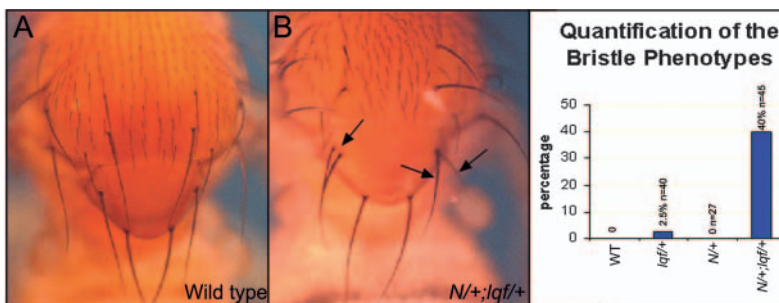 A
Wild type
B
N/+;lqf/+
Quantification of the
Bristle Phenotypes
percentage
50
40
30
20
10
0
0
2.5% n=40
0 n=27
40% n=45
WT
lqf/+
N/+
N/+;lqf/+